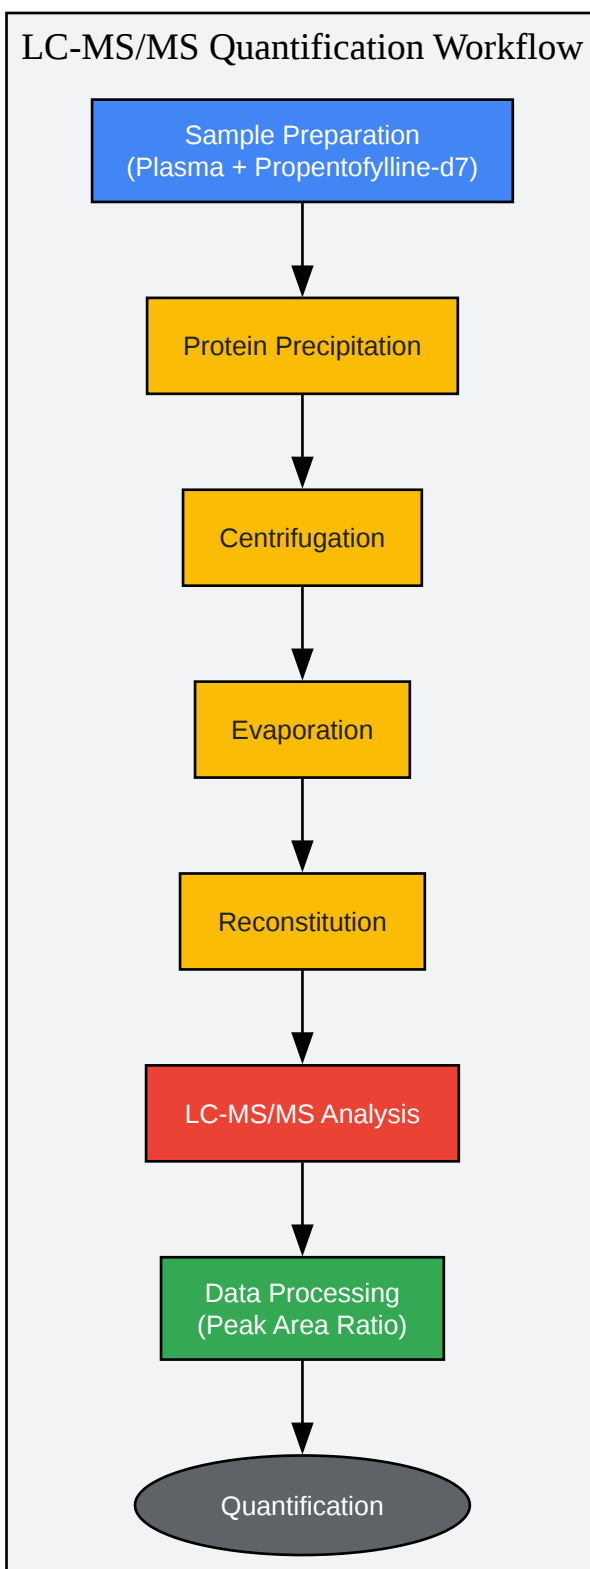 LC-MS/MS Quantification Workflow
Sample Preparation
(Plasma + Propentofylline-d7)
Protein Precipitation
Centrifugation
Evaporation
Reconstitution
LC-MS/MS Analysis
Data Processing
(Peak Area Ratio)
Quantification